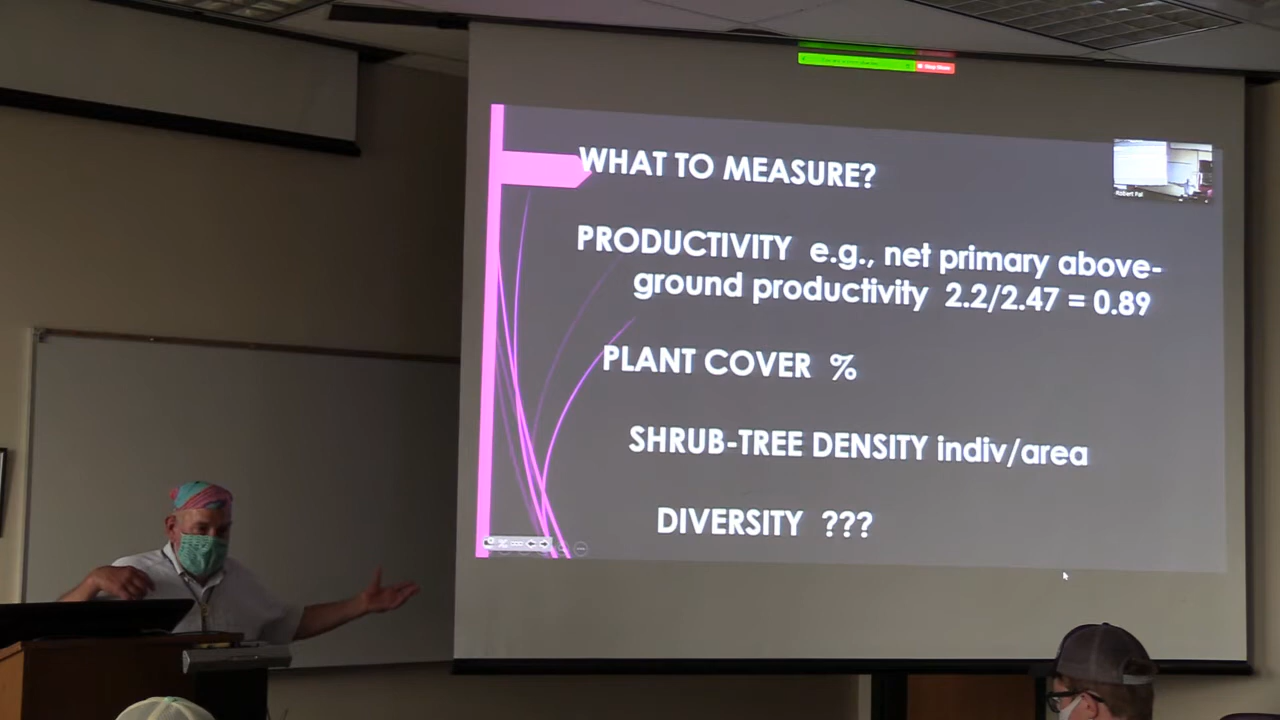 WHAT TO MEASURE?
PRODUCTIVITY e.g., net primary above-
ground productivity 2.2/2.47 = 0.89
PLANT COVER %
SHRUB-TREE DENSITY indiv/area
DIVERSITY ???